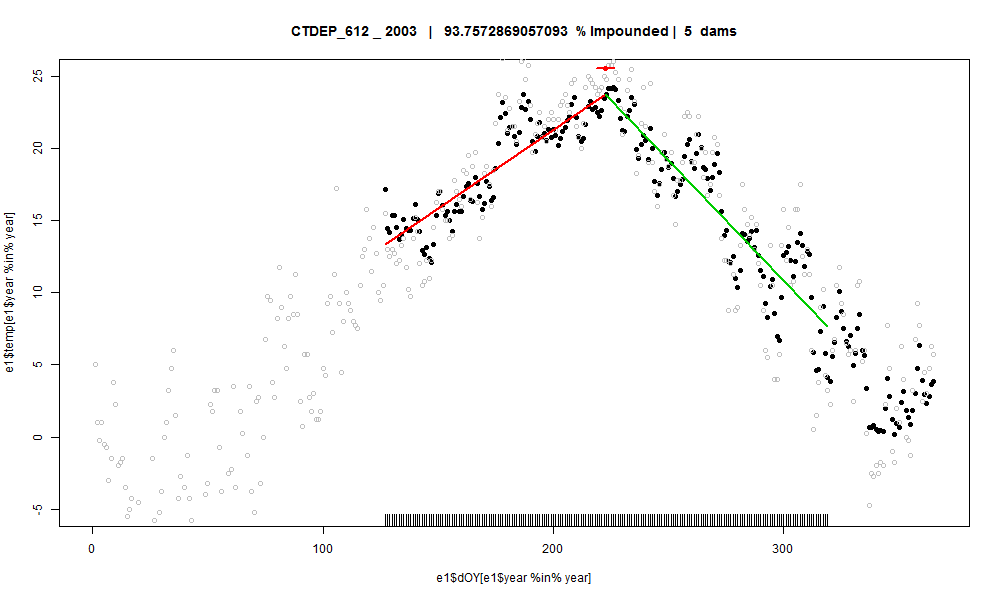 CTDEP_612 _ 2003 | 93.7572869057093 % Impounded | 5 dams
e1$temp[e1$year %in% year]
25
20
15
10
5
0
-5
0 100 200 300
e1$dOY[e1$year %in% year]